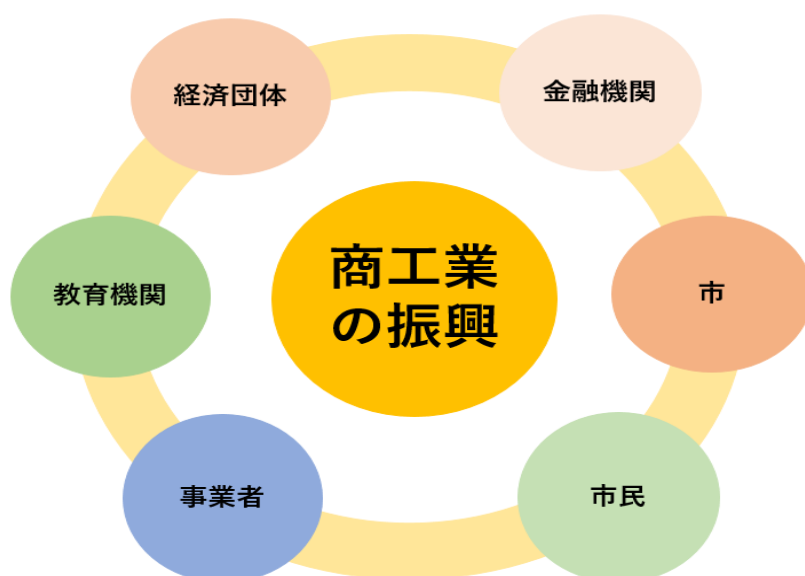 経済団体
金融機関
商工業
の振興
教育機関
市
事業者
市民